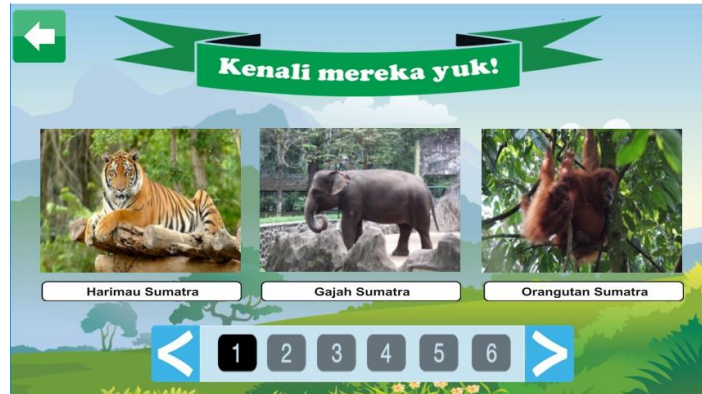 Kenali mereka yuk!
Harimau Sumatra
Gajah Sumatra
Orangutan Sumatra
< 1 2 3 4 5 6 >